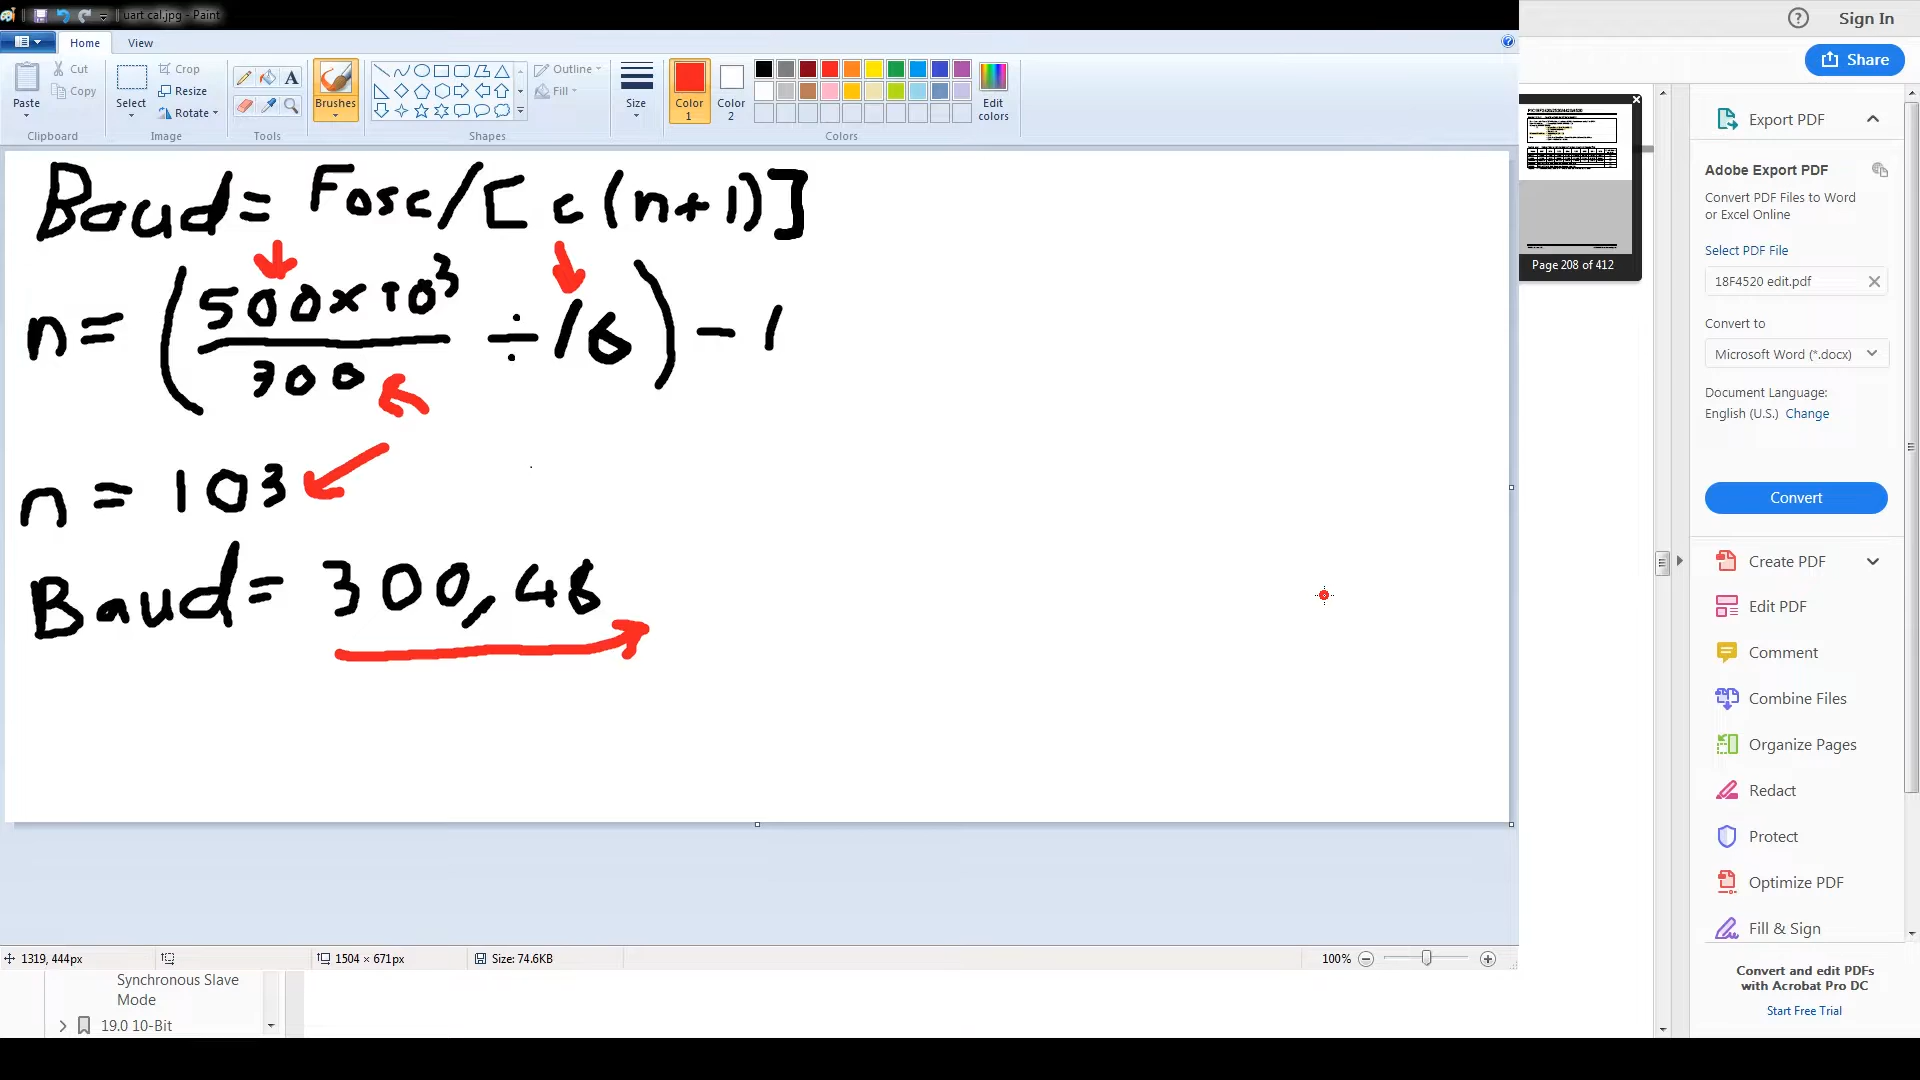 uart cal.jpg - Paint
Sign In
Home View
Share
Paste Cut Copy
Select Crop Resize Rotate
Brushes
Outline Fill
Size
Color 1 Color 2
Edit colors
Clipboard Image Tools Shapes Colors
Baud= Fosc/[c(n+1)]
n= (500×10³/300 ÷16) - 1
n = 103
Baud= 300,48
Page 208 of 412
Export PDF
Adobe Export PDF
Convert PDF Files to Word
or Excel Online
Select PDF File
18F4520 edit.pdf
Convert to
Microsoft Word (*.docx)
Document Language:
English (U.S.) Change
Convert
Create PDF
Edit PDF
Comment
Combine Files
Organize Pages
Redact
Protect
Optimize PDF
Fill & Sign
Convert and edit PDFs
with Acrobat Pro DC
Start Free Trial
1319, 444px 1504 × 671px Size: 74.6KB 100%
Synchronous Slave
Mode
19.0 10-Bit